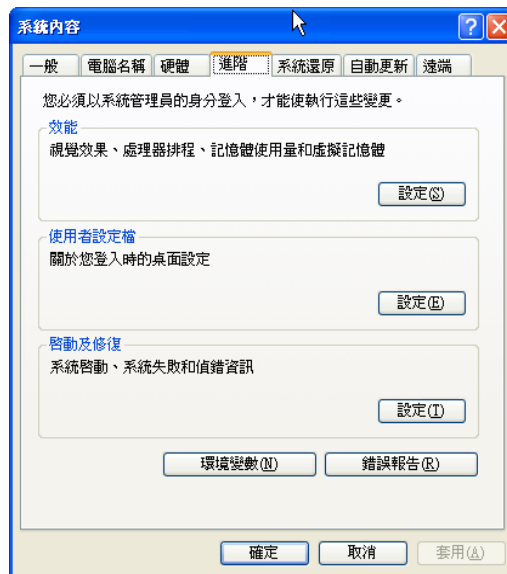 系統內容
一般 電腦名稱 硬體 進階 系統還原 自動更新 遠端
您必須以系統管理員的身分登入，才能使執行這些變更。
效能
視覺效果、處理器排程、記憶體使用量和虛擬記憶體
設定(S)
使用者設定檔
關於您登入時的桌面設定
設定(E)
啓動及修復
系統啓動、系統失敗和偵錯資訊
設定(T)
環境變數(N) 錯誤報告(R)
確定 取消 套用(A)